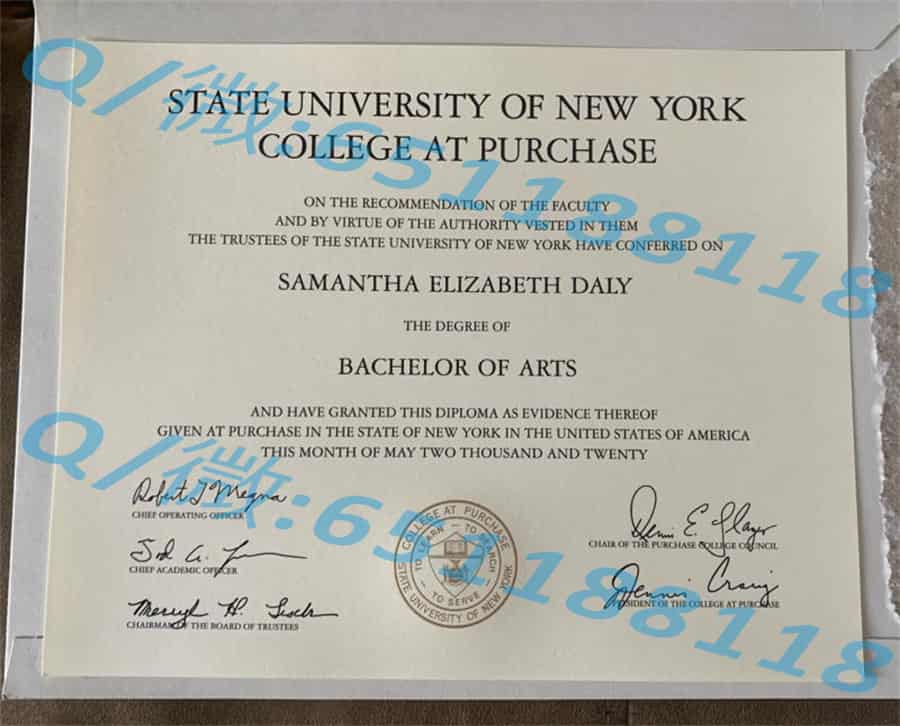 Q/微:651188118
STATE UNIVERSITY OF NEW YORK
COLLEGE AT PURCHASE
ON THE RECOMMENDATION OF THE FACULTY
AND BY VIRTUE OF THE AUTHORITY VESTED IN THEM
THE TRUSTEES OF THE STATE UNIVERSITY OF NEW YORK HAVE CONFERRED ON
SAMANTHA ELIZABETH DALY
THE DEGREE OF
BACHELOR OF ARTS
AND HAVE GRANTED THIS DIPLOMA AS EVIDENCE THEREOF
GIVEN AT PURCHASE IN THE STATE OF NEW YORK IN THE UNITED STATES OF AMERICA
THIS MONTH OF MAY TWO THOUSAND AND TWENTY
Q/微:651188118
CHIEF OPERATING OFFICER
CHIEF ACADEMIC OFFICER
CHAIRMAN OF THE BOARD OF TRUSTEES
COLLEGE AT PURCHASE
TO LEARN – TO SEARCH
– TO SERVE –
STATE UNIVERSITY OF NEW YORK
CHAIR OF THE PURCHASE COLLEGE COUNCIL
PRESIDENT OF THE COLLEGE AT PURCHASE